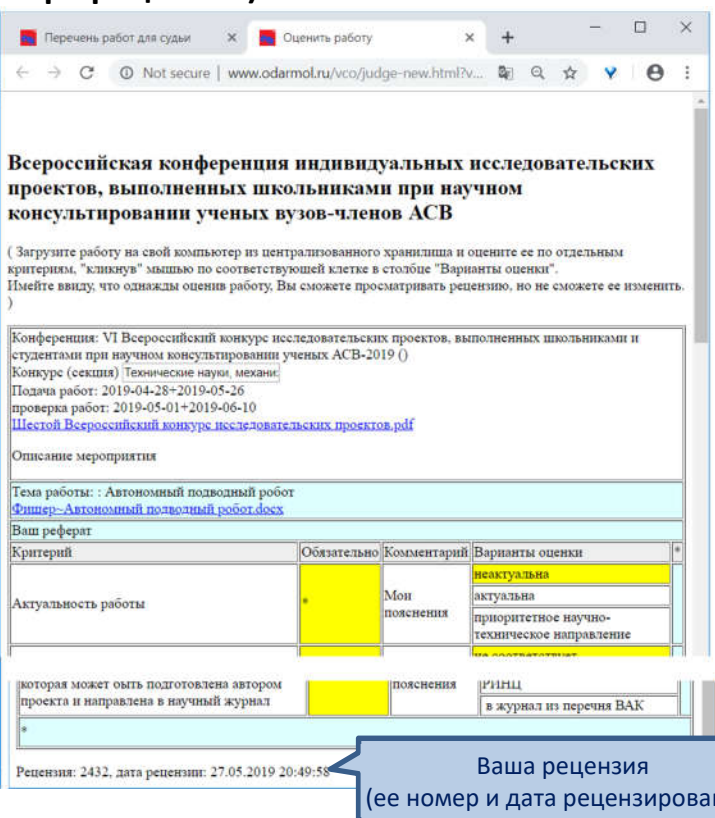 Перечень работ для судьи
Оценить работу
Not secure | www.odarmol.ru/vco/judge-new.html?v...
Всероссийская конференция индивидуальных исследовательских
проектов, выполненных школьниками при научном
консультировании ученых вузов-членов АСВ
( Загрузите работу на свой компьютер из централизованного хранилища и оцените ее по отдельным
критериям, "кликнув" мышью по соответствующей клетке в столбце "Варианты оценки".
Имейте ввиду, что однажды оценив работу, Вы сможете просматривать рецензию, но не сможете ее изменить.
)
Конференция: VI Всероссийский конкурс исследовательских проектов, выполненных школьниками и
студентами при научном консультировании ученых АСВ-2019 ()
Конкурс (секция) Технические науки, механи
Подача работ: 2019-04-28+2019-05-26
проверка работ: 2019-05-01+2019-06-10
Шестой Всероссийский конкурс исследовательских проектов.pdf
Описание мероприятия
Тема работы: : Автономный подводный робот
Фишер~Автономный подводный робот.docx
Ваш реферат
Критерий Обязательно Комментарий Варианты оценки *
Актуальность работы * Мои пояснения
неактуальна
актуальна
приоритетное научно-
техническое направление
не соответствует
которая может быть подготовлена автором
проекта и направлена в научный журнал
пояснения
РИНЦ
в журнал из перечня ВАК
*
Рецензия: 2432, дата рецензии: 27.05.2019 20:49:58
Ваша рецензия
(ее номер и дата рецензирован